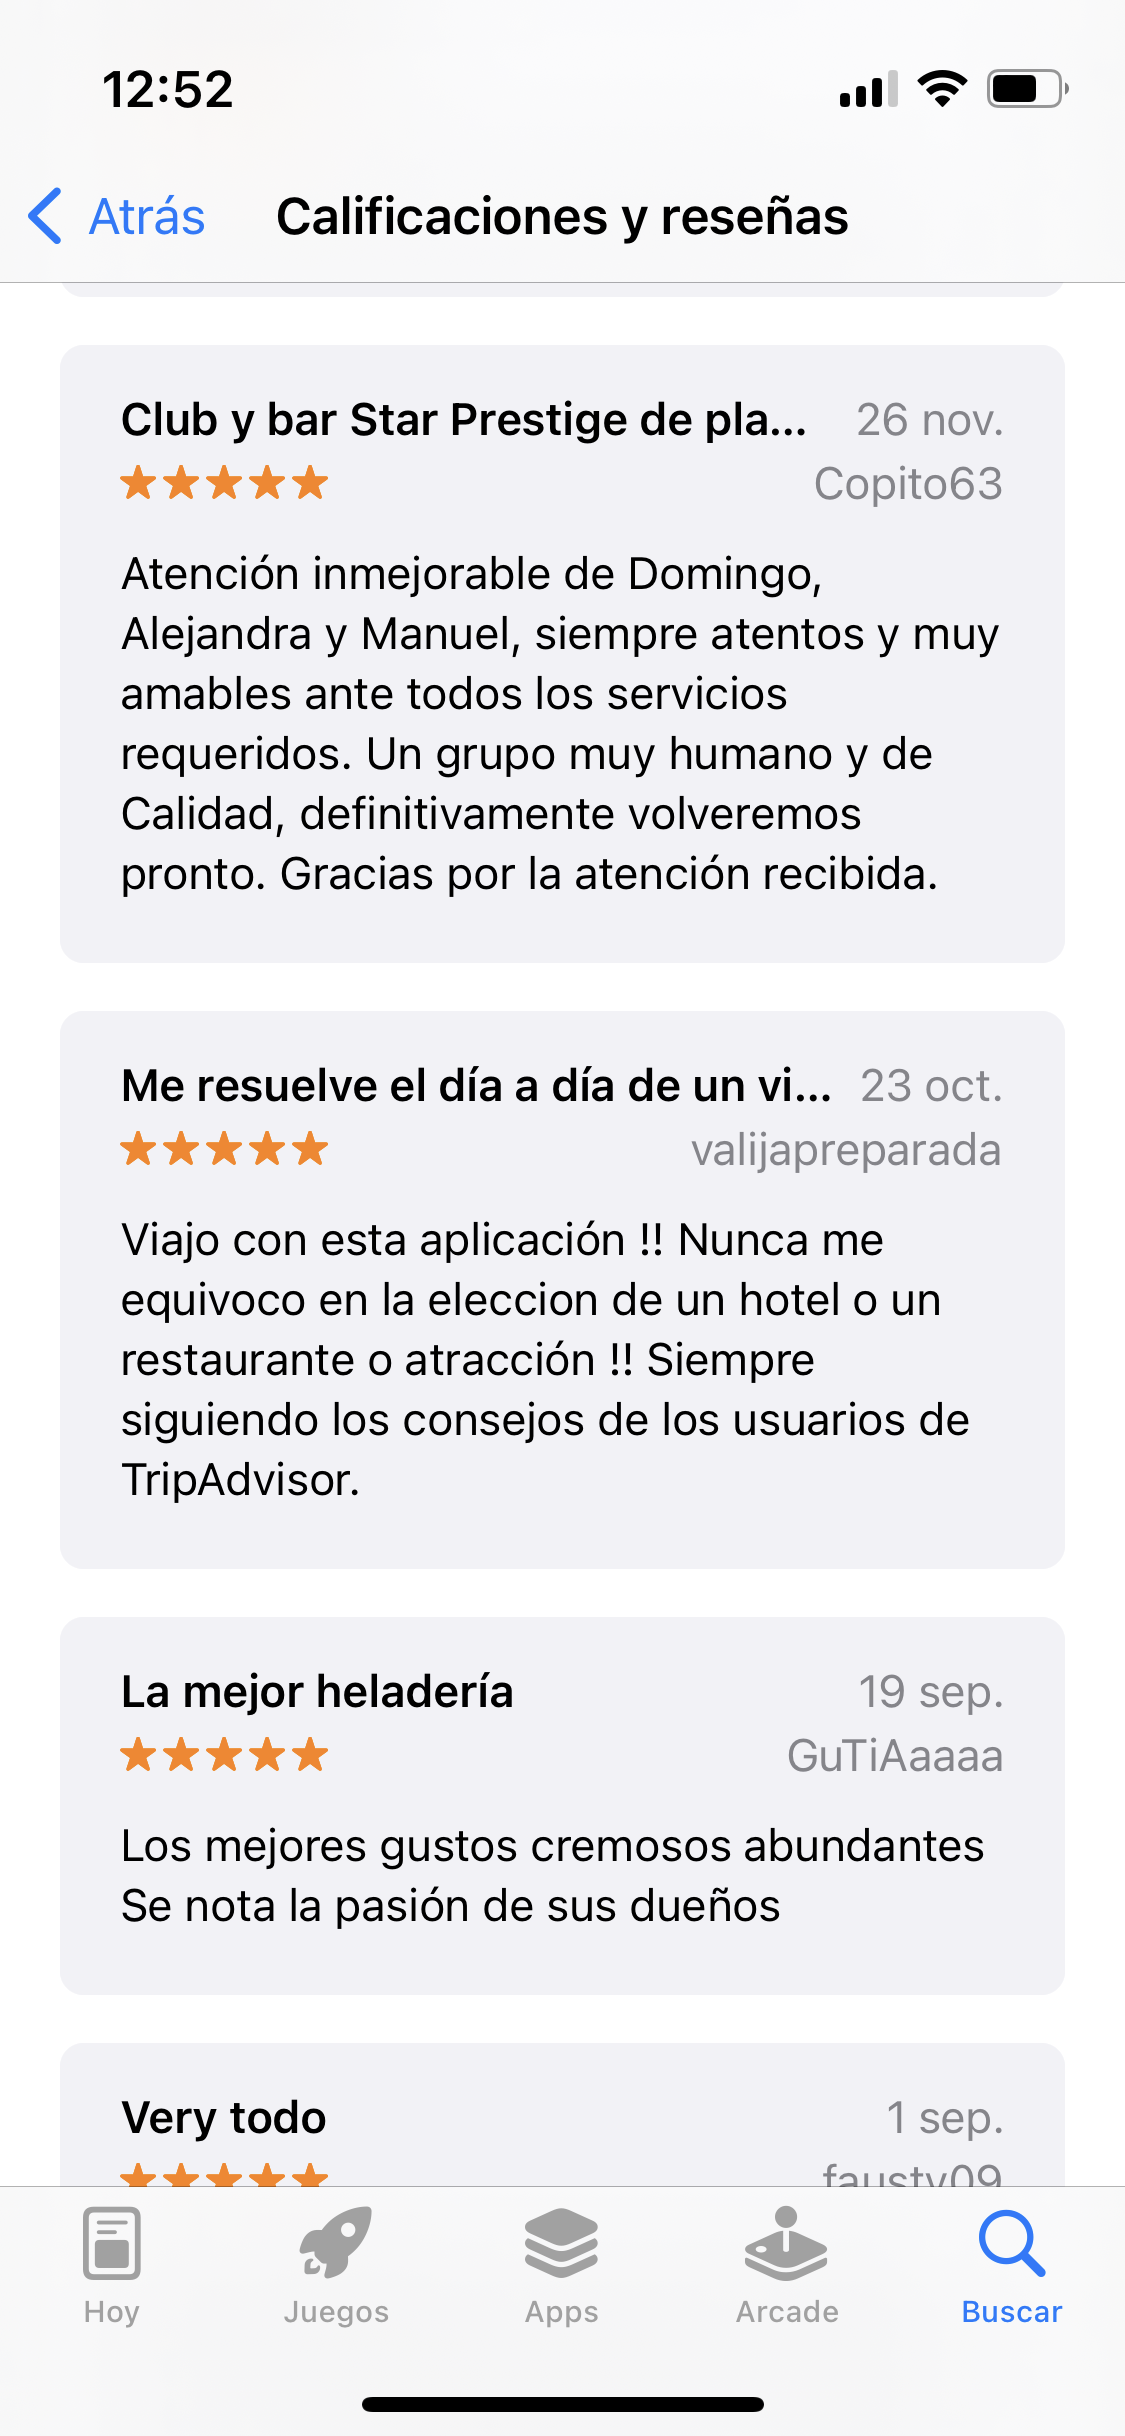 12:52
Atrás
Calificaciones y reseñas
Club y bar Star Prestige de pla...
26 nov.
Copito63
Atención inmejorable de Domingo,
Alejandra y Manuel, siempre atentos y muy
amables ante todos los servicios
requeridos. Un grupo muy humano y de
Calidad, definitivamente volveremos
pronto. Gracias por la atención recibida.
Me resuelve el día a día de un vi...
23 oct.
valijapreparada
Viajo con esta aplicación !! Nunca me
equivoco en la eleccion de un hotel o un
restaurante o atracción !! Siempre
siguiendo los consejos de los usuarios de
TripAdvisor.
La mejor heladería
19 sep.
GuTiAaaaa
Los mejores gustos cremosos abundantes
Se nota la pasión de sus dueños
Very todo
1 sep.
Hoy
Juegos
Apps
Arcade
Buscar